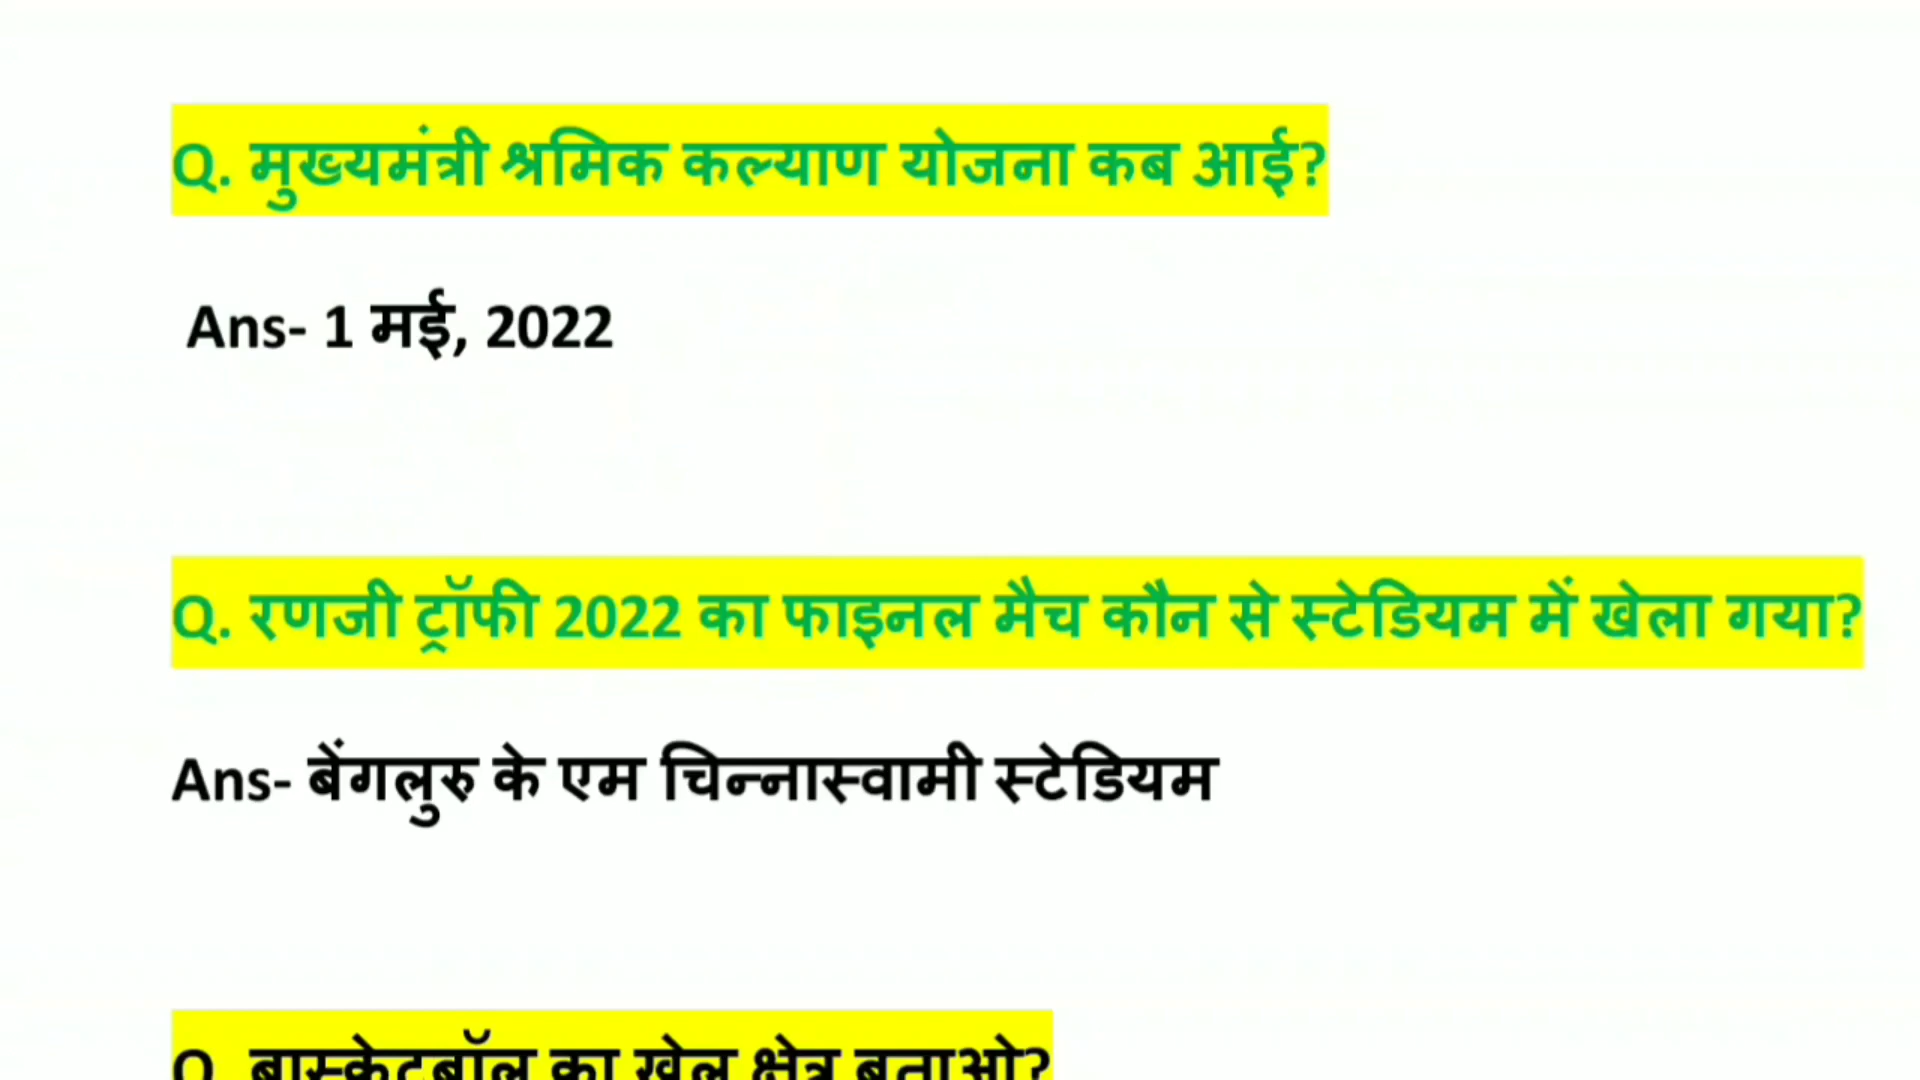 Q. मुख्यमंत्री श्रमिक कल्याण योजना कब आई?
Ans- 1 मई, 2022
Q. रणजी ट्रॉफी 2022 का फाइनल मैच कौन से स्टेडियम में खेला गया?
Ans- बेंगलुरु के एम चिन्नास्वामी स्टेडियम
Q. बास्केटबॉल का खेल क्षेत्र बताओ?